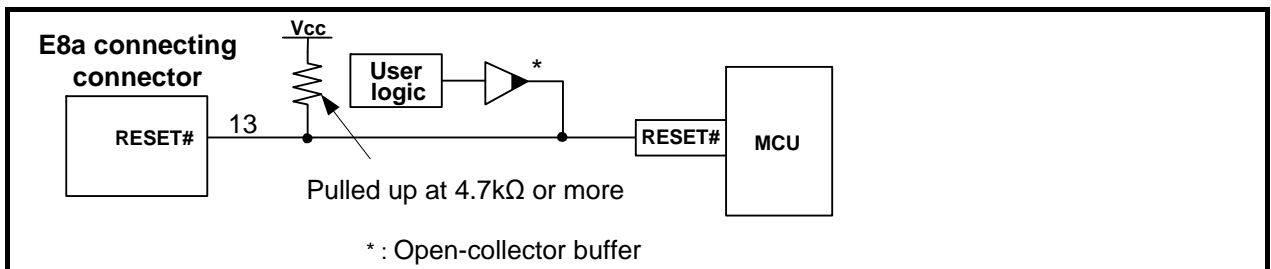 Vcc
E8a connecting
connector
User
logic
*
RESET#
13
RESET#
MCU
Pulled up at 4.7kΩ or more
* : Open-collector buffer